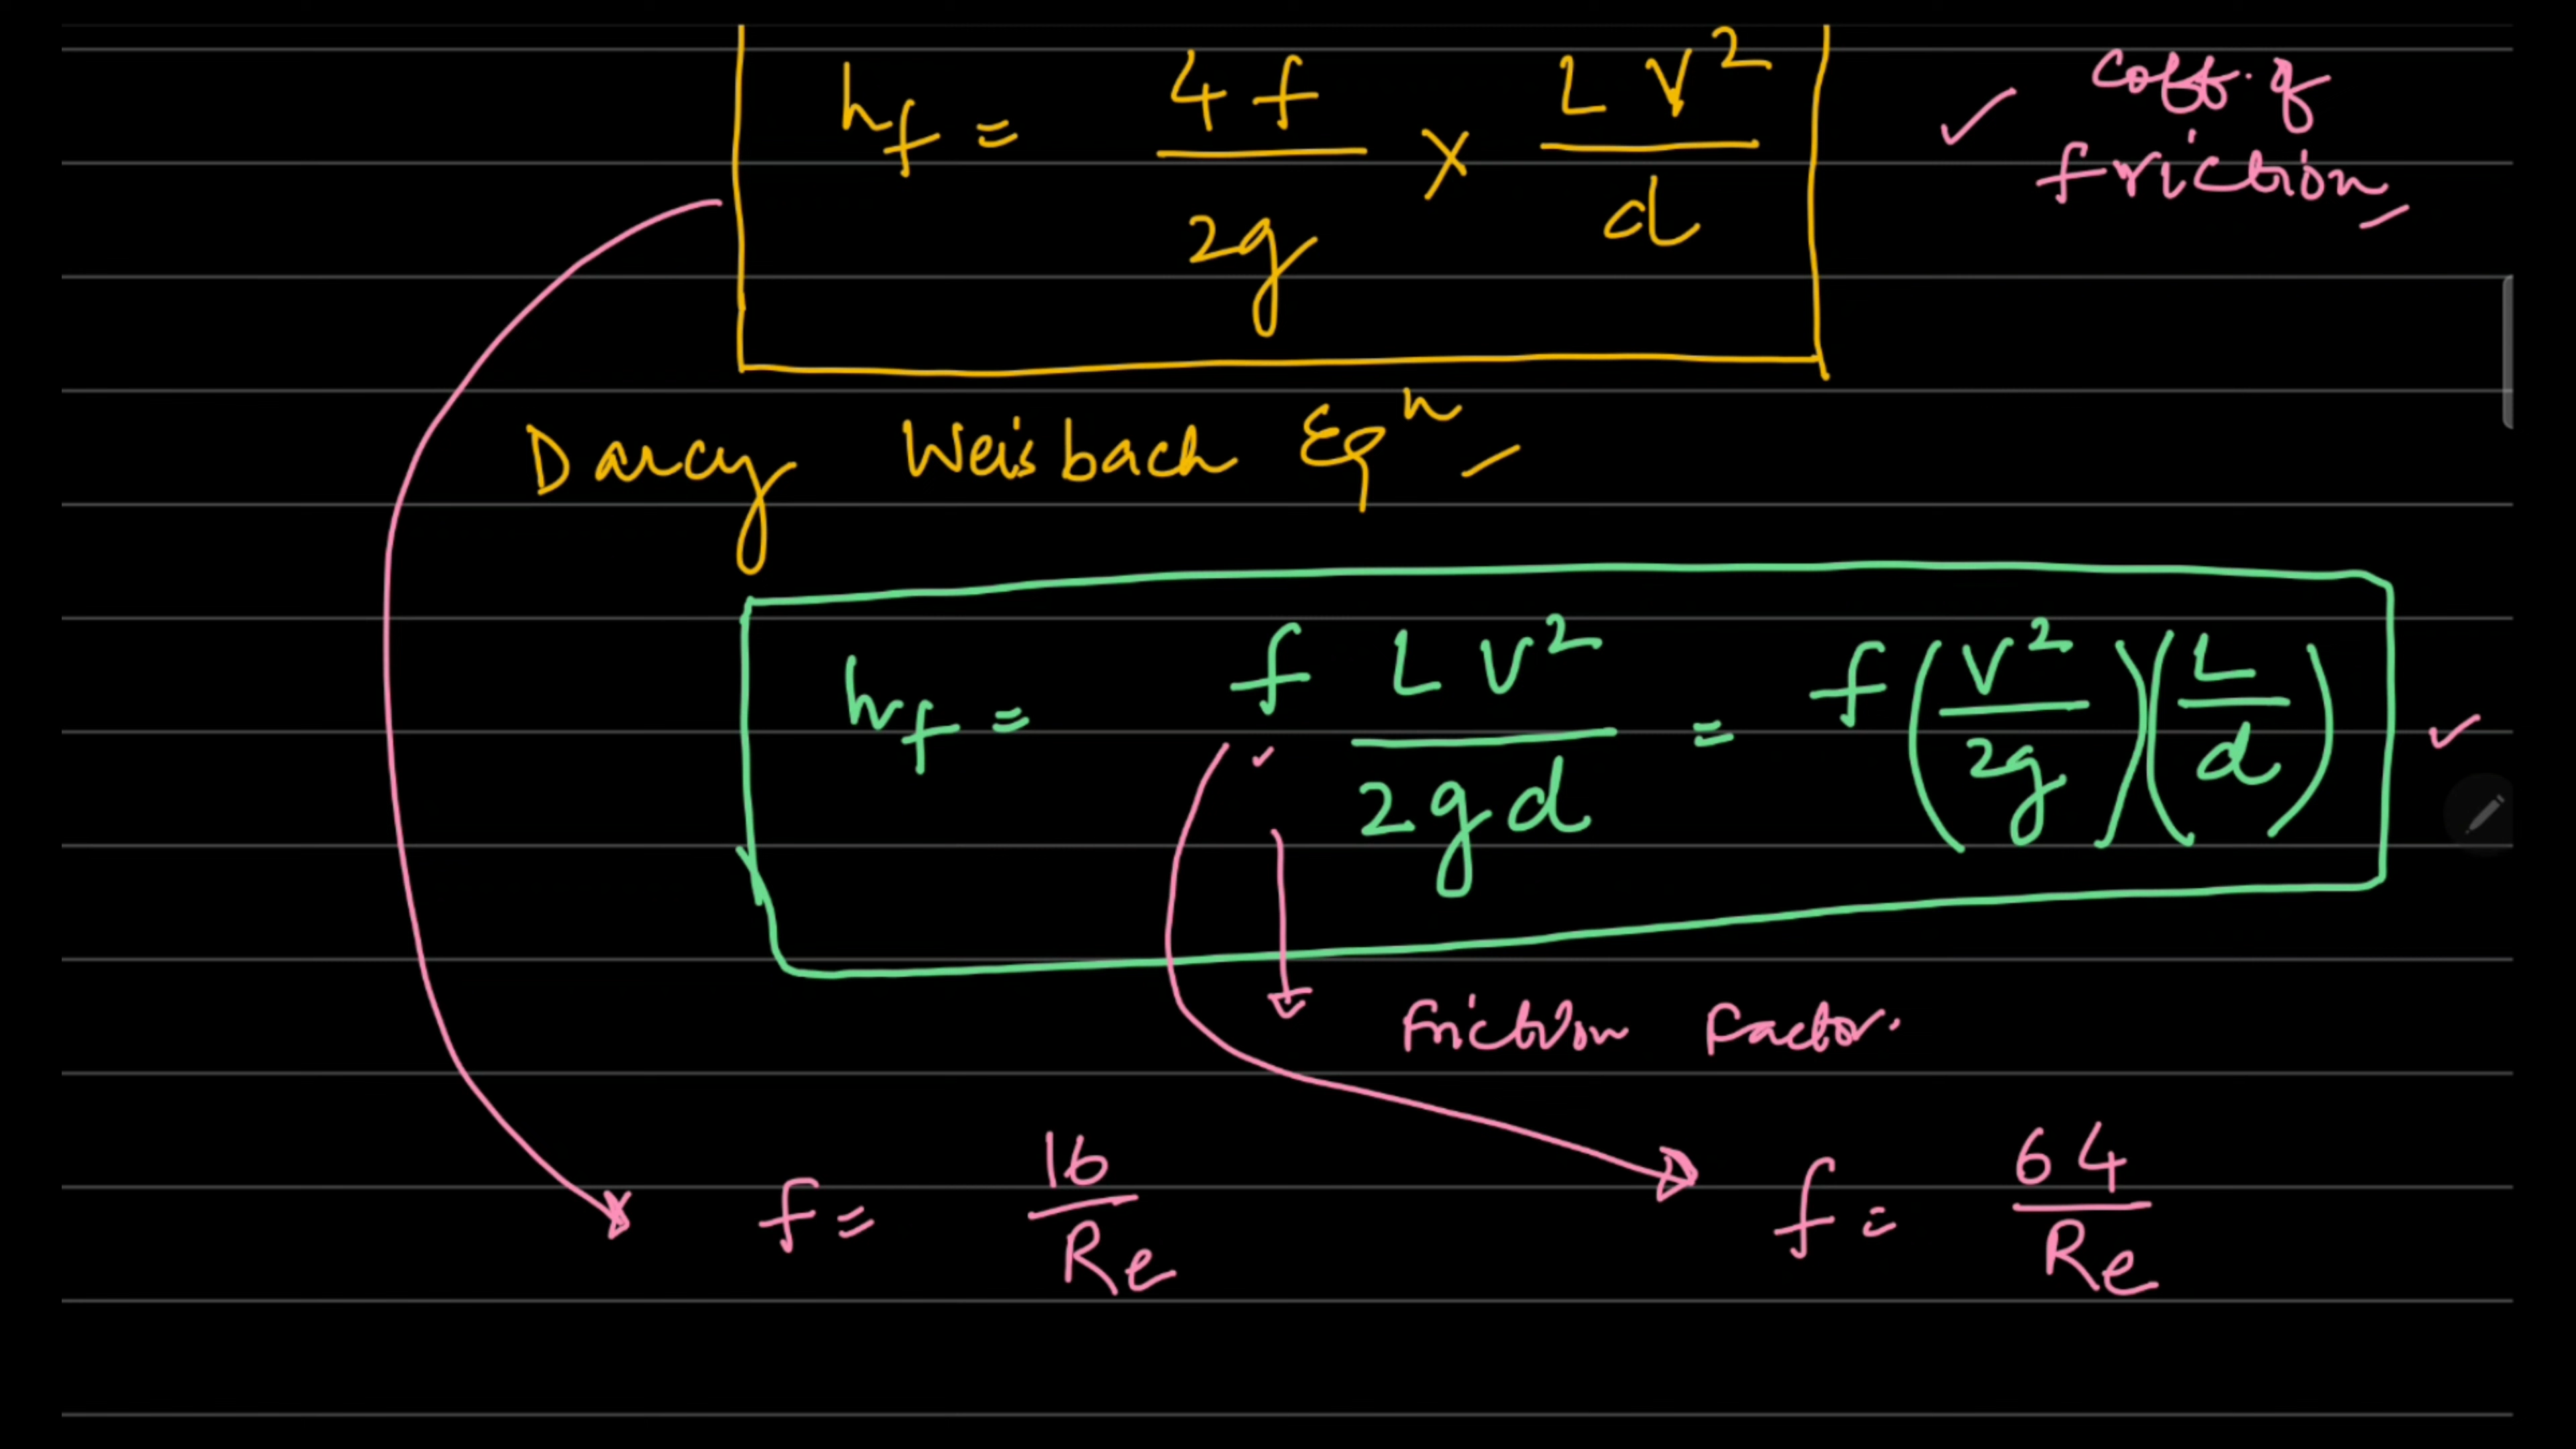 hf = 4f/2g × LV²/d ✓ Coff. of
friction
Darcy Weisbach Eqⁿ
hf = f LV²/2gd = f(V²/2g)(L/d) ✓
Friction Factor.
f = 16/Re f = 64/Re